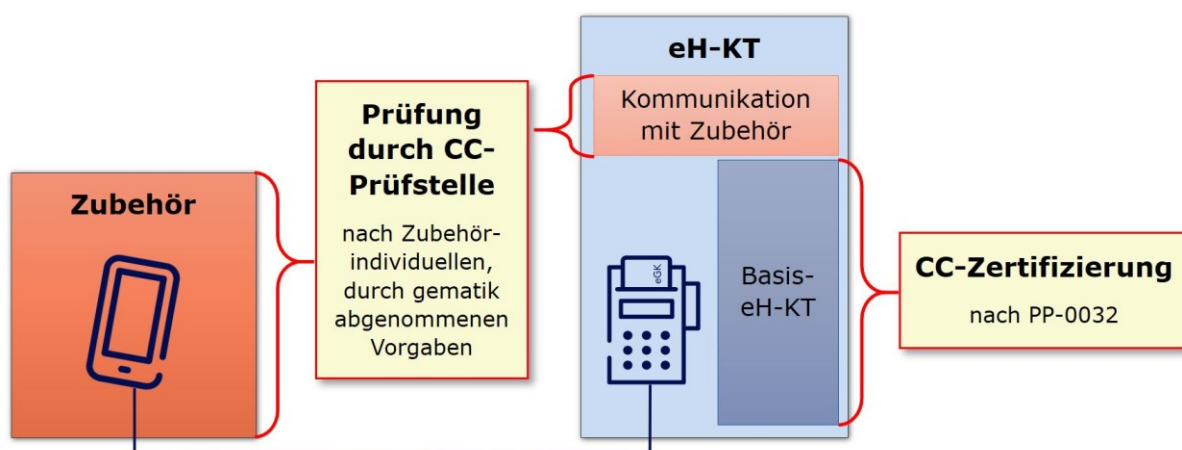 Zubehör
Prüfung
durch CC-
Prüfstelle
nach Zubehör-
individuellen,
durch gematik
abgenommenen
Vorgaben
eH-KT
Kommunikation
mit Zubehör
eGK
Basis-
eH-KT
CC-Zertifizierung
nach PP-0032